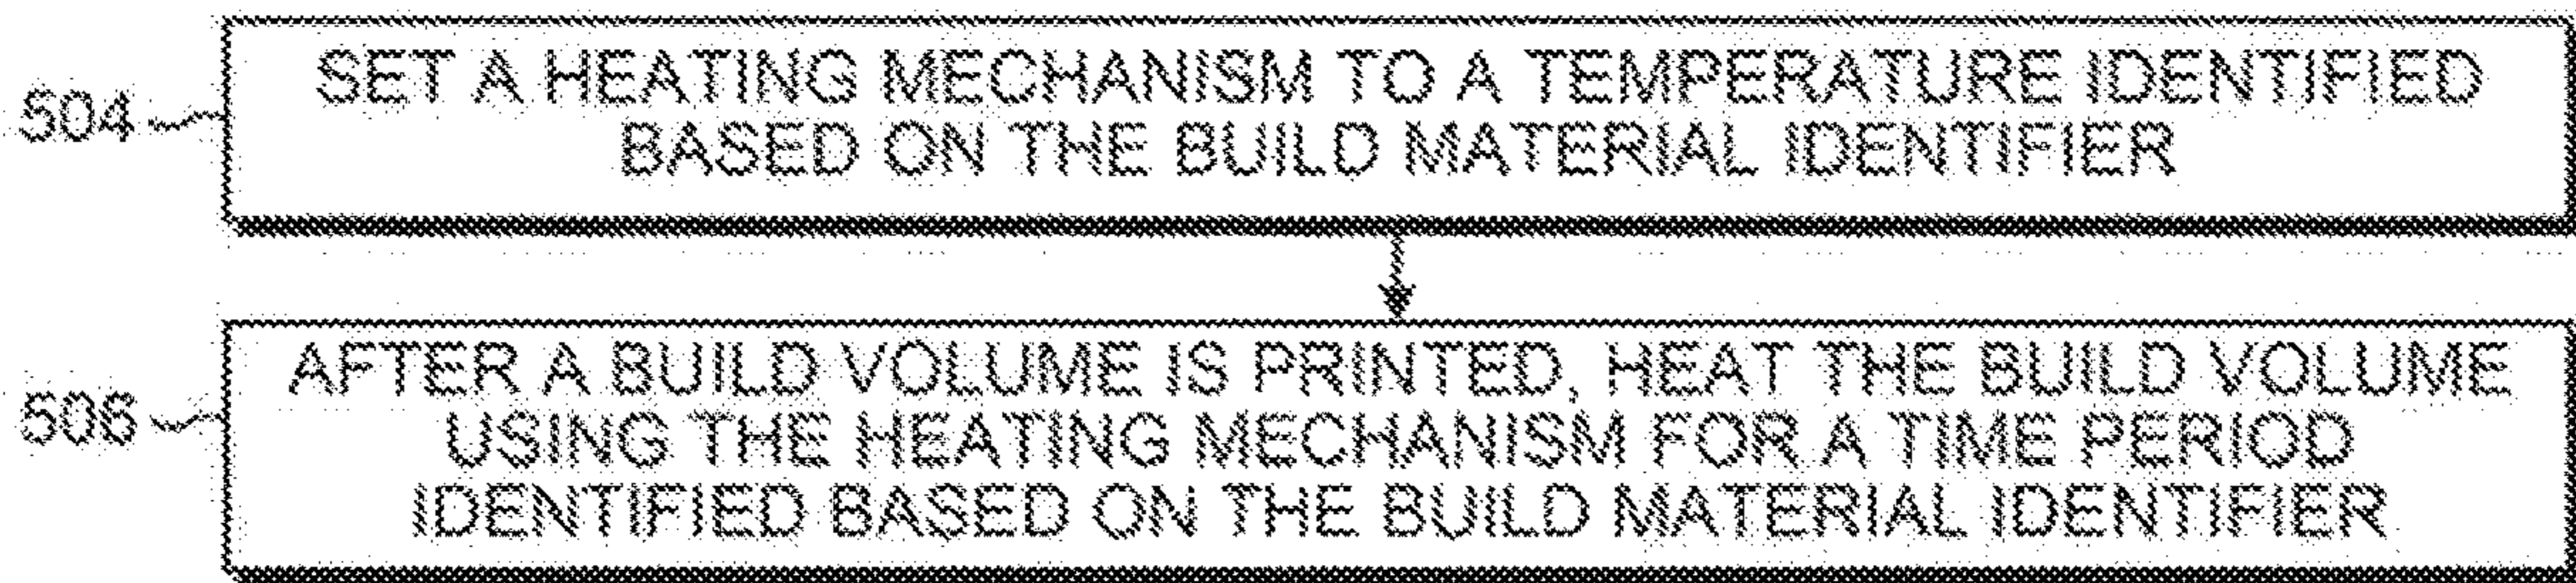 504
SET A HEATING MECHANISM TO A TEMPERATURE IDENTIFIED
BASED ON THE BUILD MATERIAL IDENTIFIER
506
AFTER A BUILD VOLUME IS PRINTED, HEAT THE BUILD VOLUME
USING THE HEATING MECHANISM FOR A TIME PERIOD
IDENTIFIED BASED ON THE BUILD MATERIAL IDENTIFIER